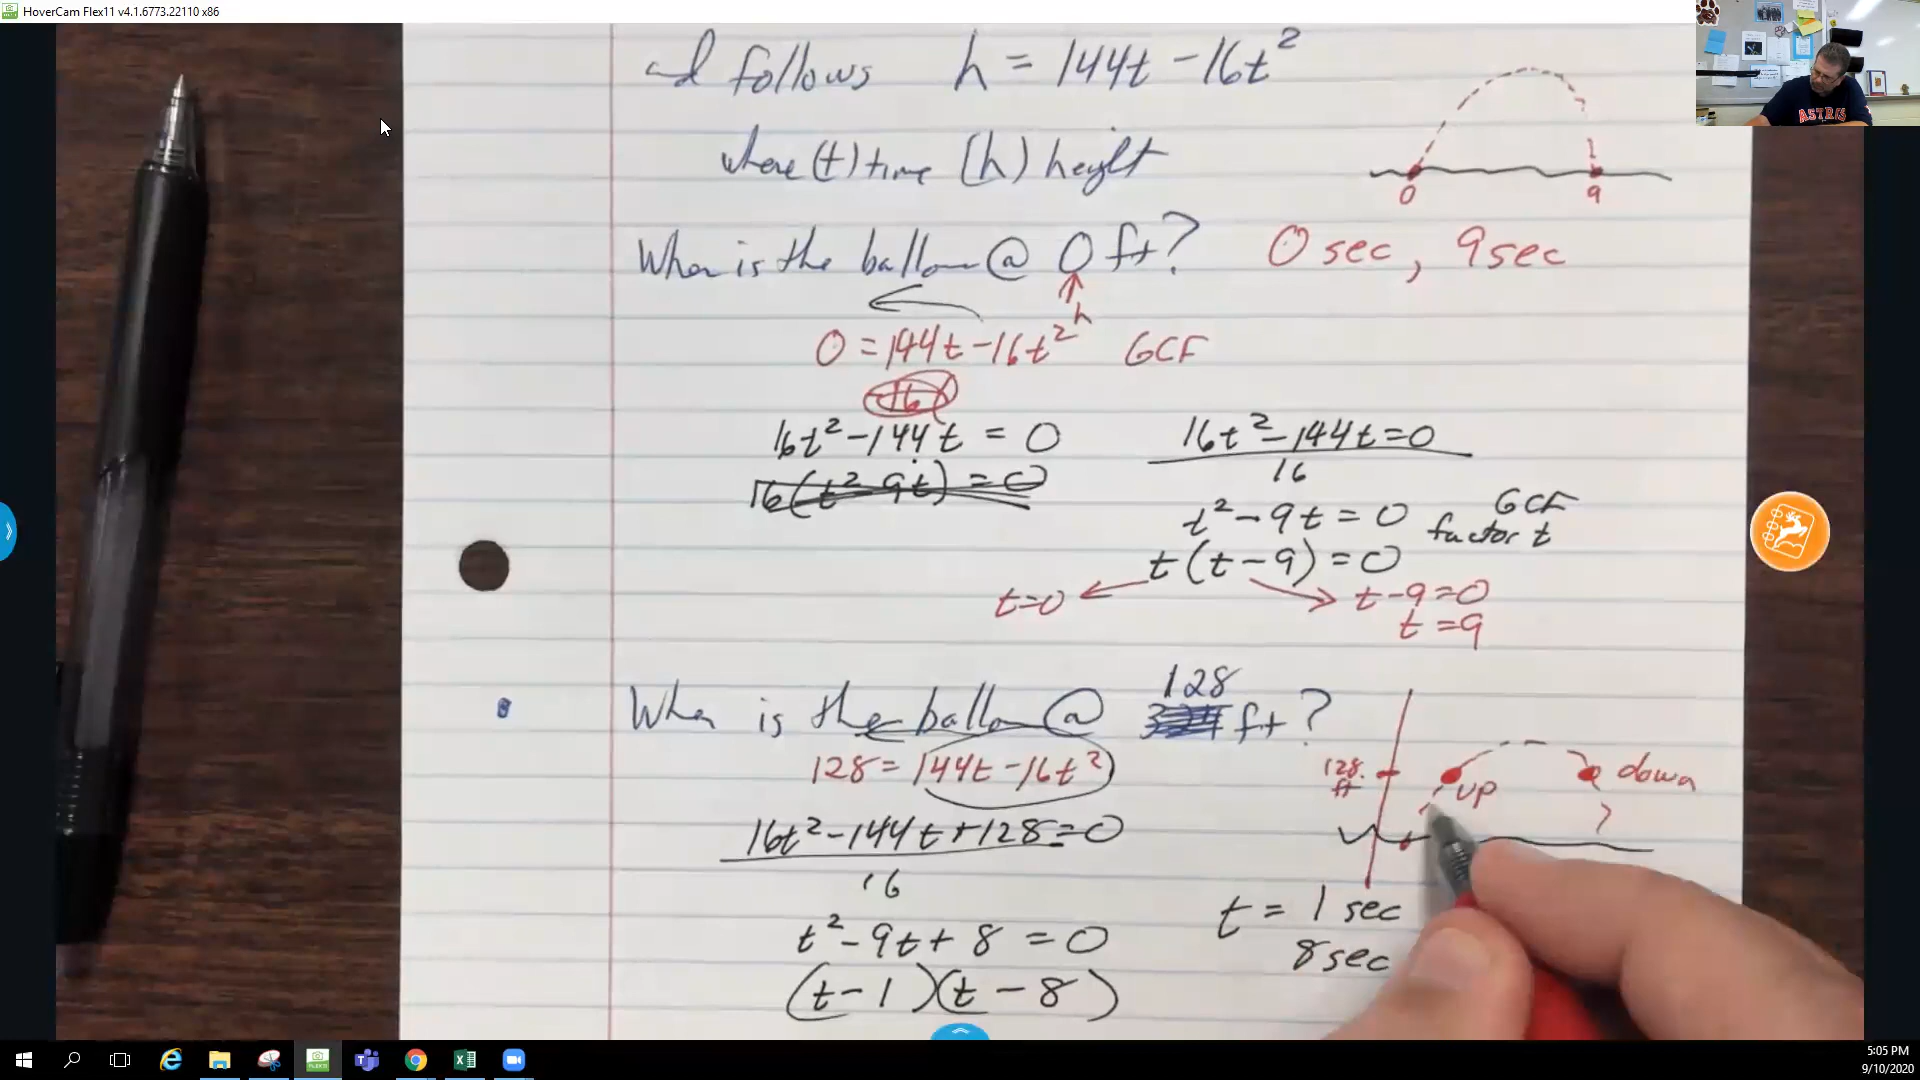 HoverCam Flex11 v4.1.6773.22110 x86
ASTR
follows h = 144t - 16t²
where (t) time (h) height
0 9
When is the ballon @ 0 ft? 0 sec, 9 sec
h
0 = 144t - 16t² GCF
16t² - 144t = 0
16(t² 9t) = 0
16t² - 144t = 0
16
t² - 9t = 0 GCF
factor t
t(t - 9) = 0
t=0 t - 9 = 0
t = 9
128
When is the ballon @ ft?
128 = 144t - 16t²
128 ft
up
down
16t² - 144t + 128 = 0
16
t² - 9t + 8 = 0
(t - 1)(t - 8)
t = 1 sec
8 sec
5:05 PM
9/10/2020